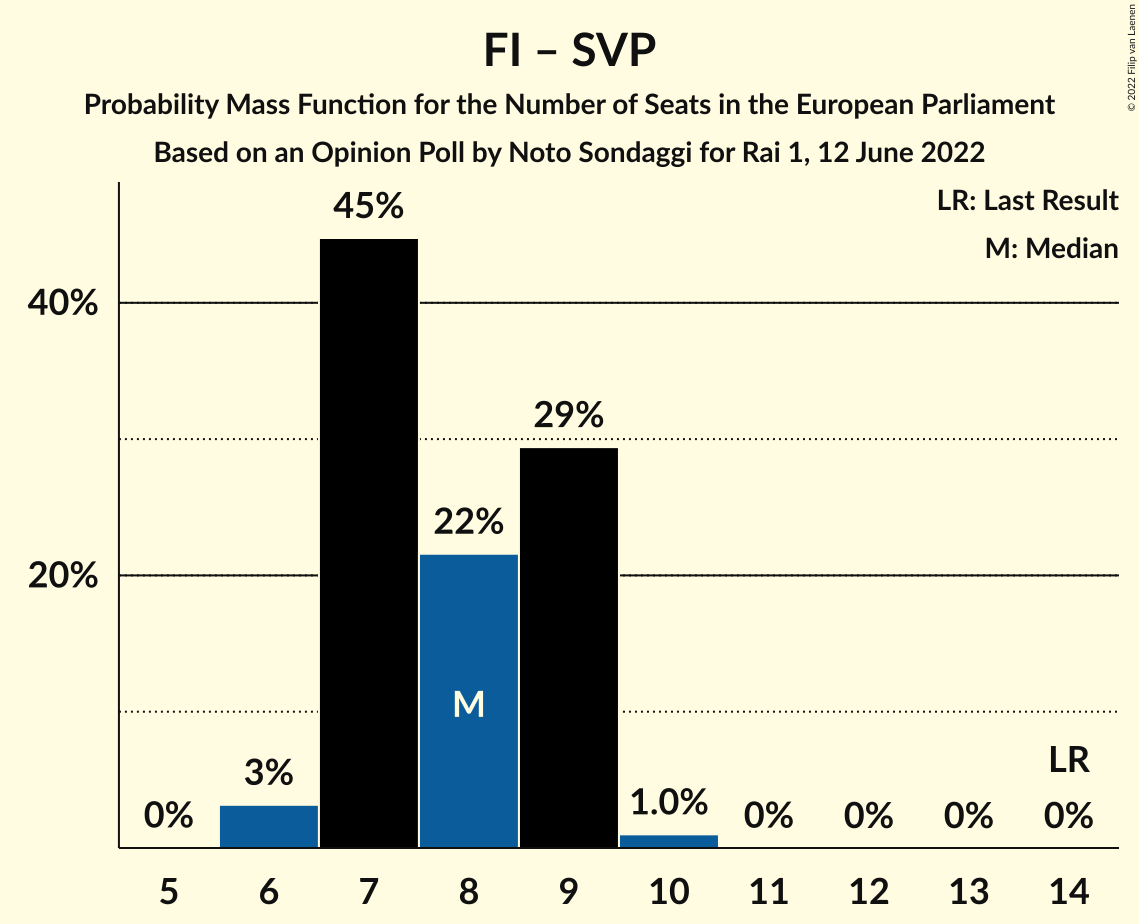 FI – SVP
Probability Mass Function for the Number of Seats in the European Parliament
Based on an Opinion Poll by Noto Sondaggi for Rai 1, 12 June 2022
© 2022 Filip van Laenen
LR: Last Result
M: Median
45%
40%
29%
22%
20%
M
LR
0%
3%
1.0%
0%
0%
0%
0%
5 6 7 8 9 10 11 12 13 14